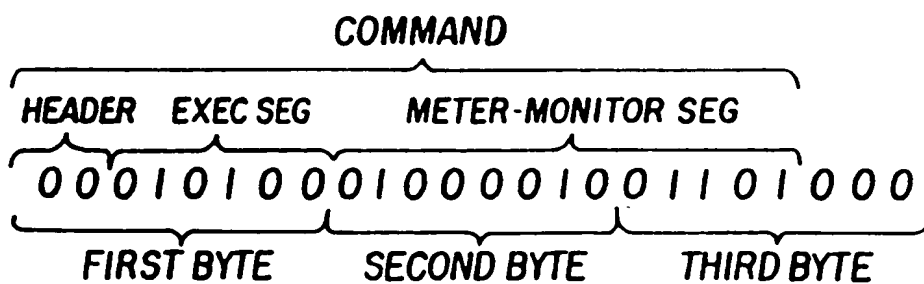 COMMAND
HEADER EXEC SEG METER-MONITOR SEG
0 0 0 1 0 1 0 0 0 1 0 0 0 0 1 0 0 1 1 0 1 0 0 0
FIRST BYTE SECOND BYTE THIRD BYTE